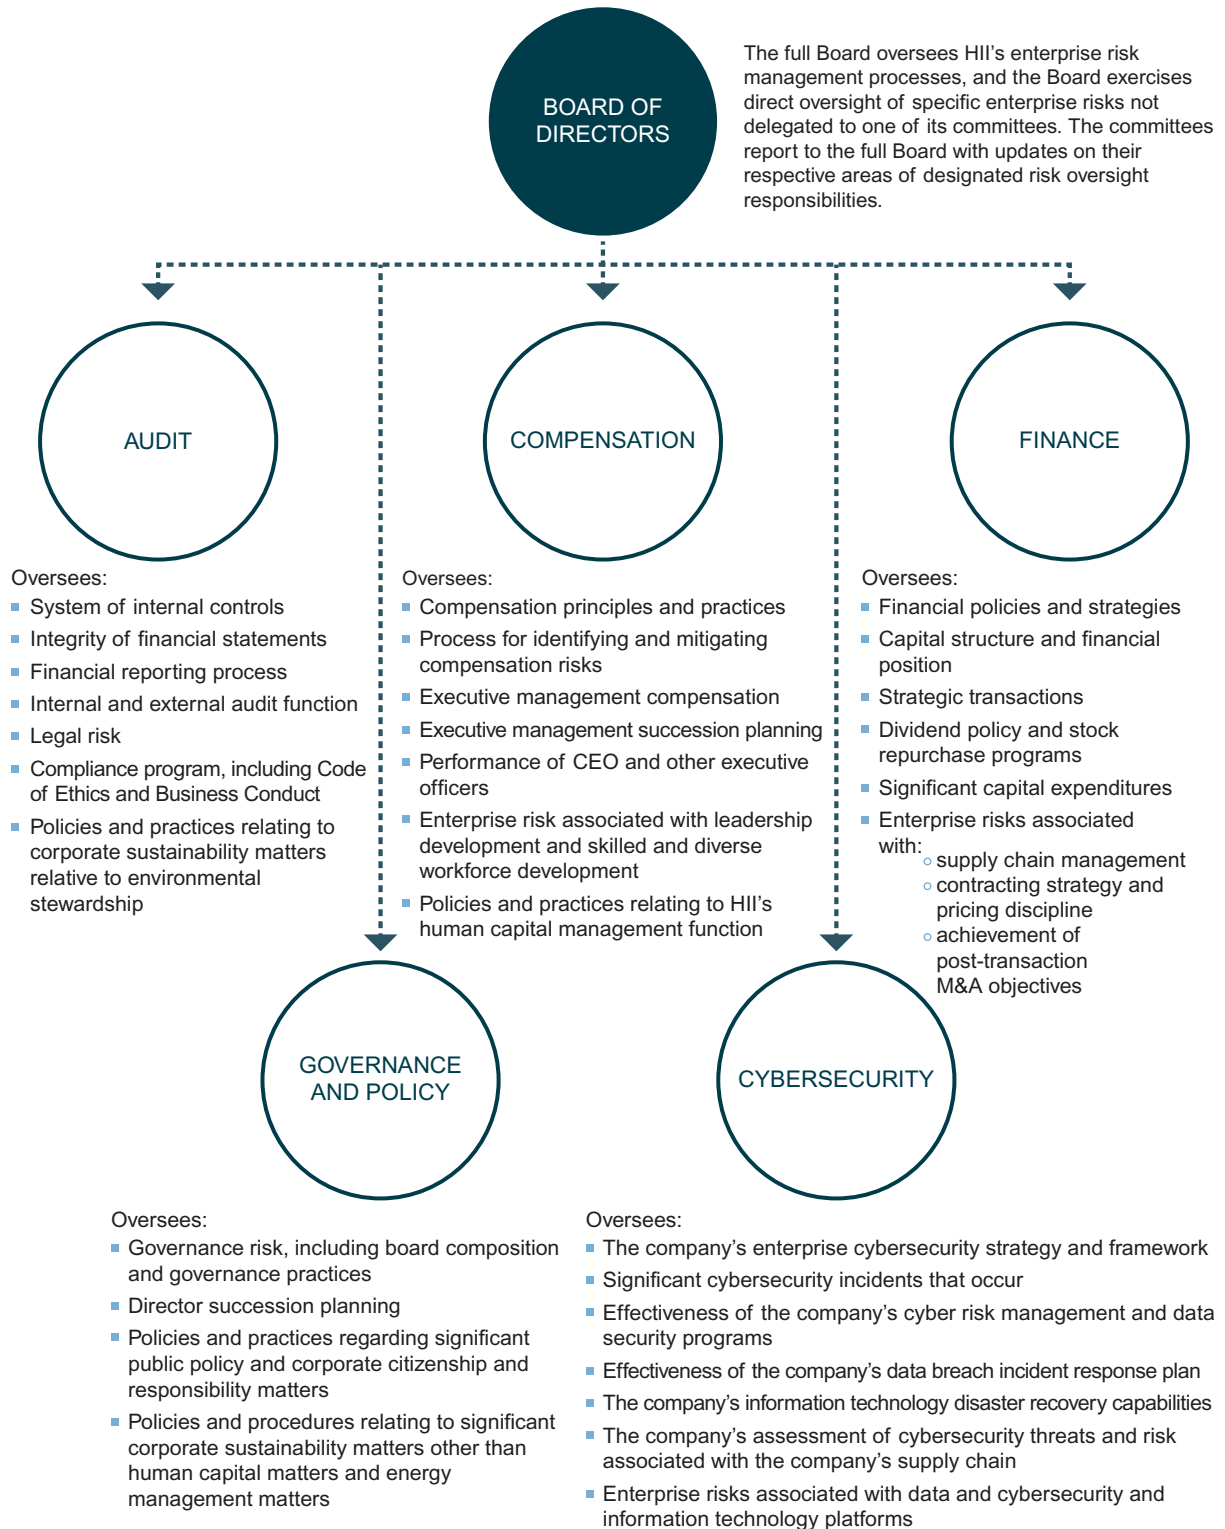 BOARD OF
DIRECTORS
The full Board oversees HII's enterprise risk
management processes, and the Board exercises
direct oversight of specific enterprise risks not
delegated to one of its committees. The committees
report to the full Board with updates on their
respective areas of designated risk oversight
responsibilities.
AUDIT
Oversees:
System of internal controls
Integrity of financial statements
Financial reporting process
Internal and external audit function
Legal risk
Compliance program, including Code
of Ethics and Business Conduct
Policies and practices relating to
corporate sustainability matters
relative to environmental
stewardship
COMPENSATION
Oversees:
Compensation principles and practices
Process for identifying and mitigating
compensation risks
Executive management compensation
Executive management succession planning
Performance of CEO and other executive
officers
Enterprise risk associated with leadership
development and skilled and diverse
workforce development
Policies and practices relating to HII's
human capital management function
FINANCE
Oversees:
Financial policies and strategies
Capital structure and financial
position
Strategic transactions
Dividend policy and stock
repurchase programs
Significant capital expenditures
Enterprise risks associated
with:
supply chain management
contracting strategy and
pricing discipline
achievement of
post-transaction
M&A objectives
GOVERNANCE
AND POLICY
Oversees:
Governance risk, including board composition
and governance practices
Director succession planning
Policies and practices regarding significant
public policy and corporate citizenship and
responsibility matters
Policies and procedures relating to significant
corporate sustainability matters other than
human capital matters and energy
management matters
CYBERSECURITY
Oversees:
The company's enterprise cybersecurity strategy and framework
Significant cybersecurity incidents that occur
Effectiveness of the company's cyber risk management and data
security programs
Effectiveness of the company's data breach incident response plan
The company's information technology disaster recovery capabilities
The company's assessment of cybersecurity threats and risk
associated with the company's supply chain
Enterprise risks associated with data and cybersecurity and
information technology platforms